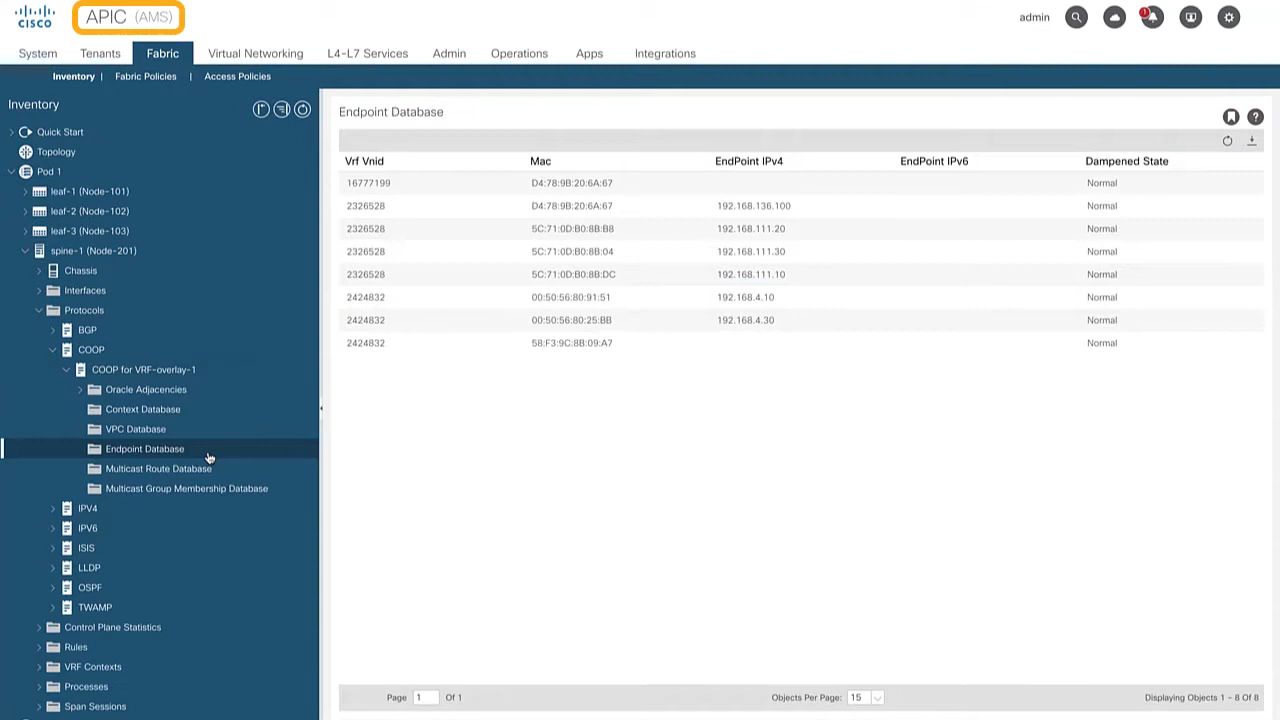 CISCO APIC (AMS) admin 1
System Tenants Fabric Virtual Networking L4-L7 Services Admin Operations Apps Integrations
Inventory | Fabric Policies | Access Policies
Inventory
Quick Start
Topology
Pod 1
leaf-1 (Node-101)
leaf-2 (Node-102)
leaf-3 (Node-103)
spine-1 (Node-201)
Chassis
Interfaces
Protocols
BGP
COOP
COOP for VRF-overlay-1
Oracle Adjacencies
Context Database
VPC Database
Endpoint Database
Multicast Route Database
Multicast Group Membership Database
IPV4
IPV6
ISIS
LLDP
OSPF
TWAMP
Control Plane Statistics
Rules
VRF Contexts
Processes
Span Sessions
Endpoint Database ?
Vrf Vnid Mac EndPoint IPv4 EndPoint IPv6 Dampened State
16777199 D4:78:9B:20:6A:67 Normal
2326528 D4:78:9B:20:6A:67 192.168.136.100 Normal
2326528 5C:71:0D:B0:8B:B8 192.168.111.20 Normal
2326528 5C:71:0D:B0:8B:04 192.168.111.30 Normal
2326528 5C:71:0D:B0:8B:DC 192.168.111.10 Normal
2424832 00:50:56:80:91:51 192.168.4.10 Normal
2424832 00:50:56:80:25:BB 192.168.4.30 Normal
2424832 58:F3:9C:8B:09:A7 Normal
Page 1 Of 1 Objects Per Page: 15 Displaying Objects 1 - 8 Of 8